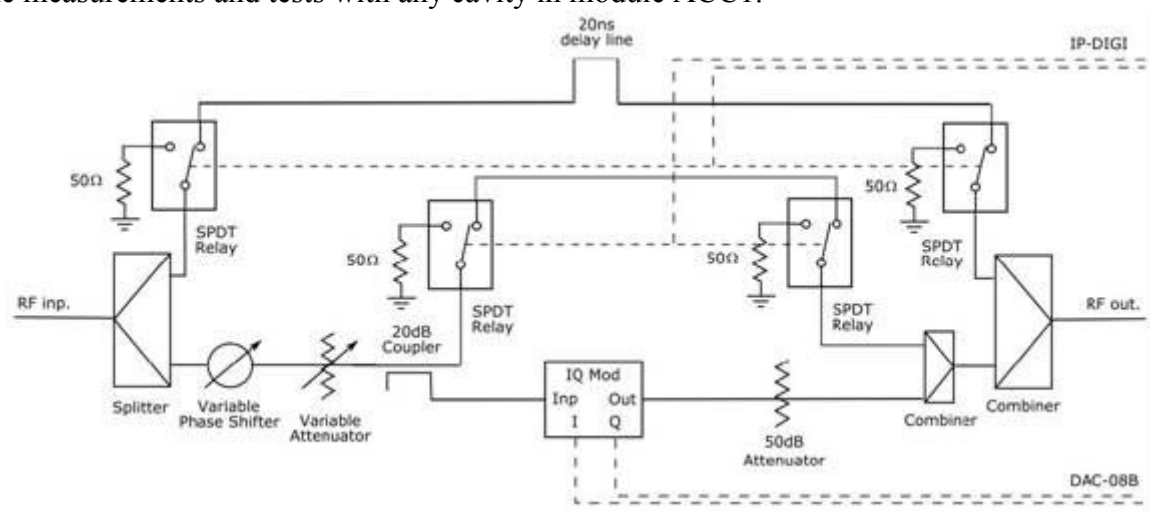 measurements and tests with any cavity in module ACC1.
20ns
delay line
IP-DIGI
50Ω
50Ω
SPDT
Relay
SPDT
Relay
50Ω
50Ω
RF inp.
SPDT
Relay
SPDT
Relay
RF out.
20dB
Coupler
IQ Mod
Inp Out
I Q
Splitter
Variable
Phase Shifter
Variable
Attenuator
50dB
Attenuator
Combiner
Combiner
DAC-08B